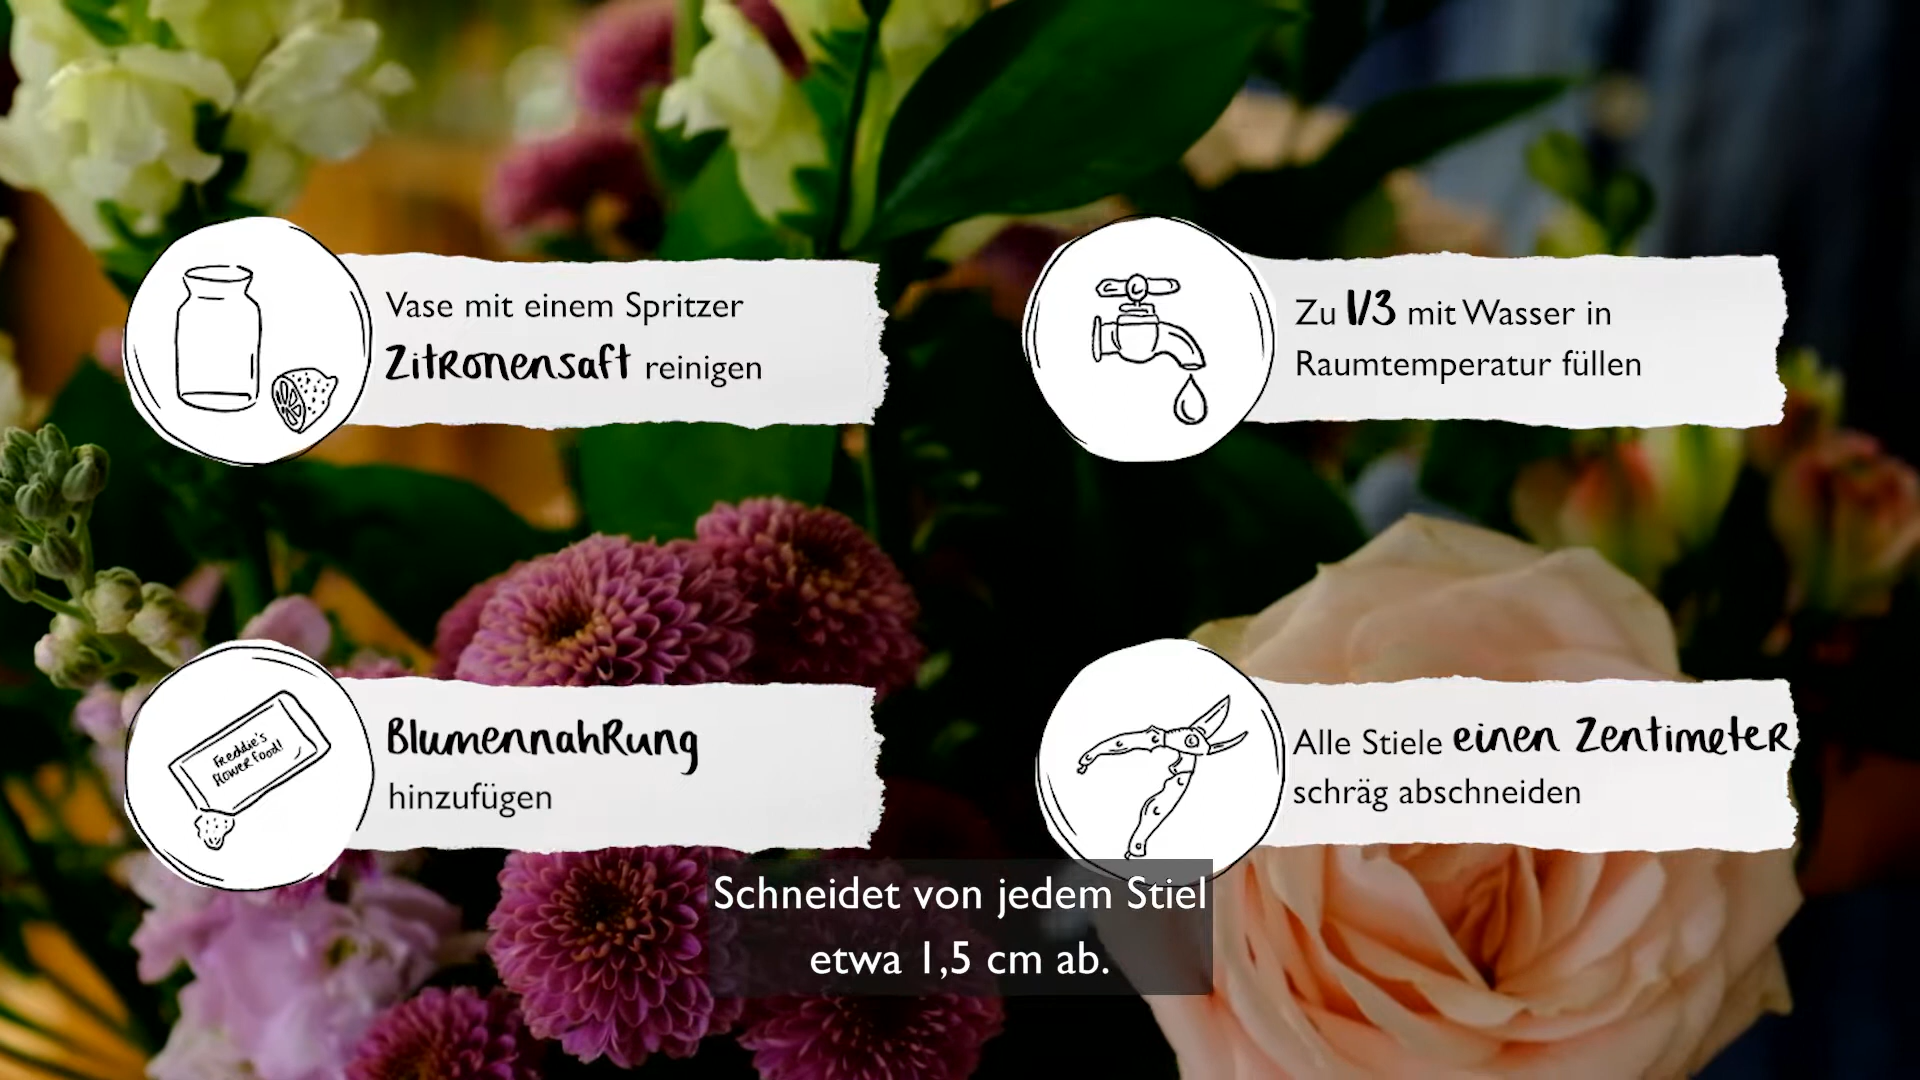 Vase mit einem Spritzer
Zitronensaft reinigen
Zu 1/3 mit Wasser in
Raumtemperatur füllen
Blumennahrung
hinzufügen
Freddie's
flower food!
Alle Stiele einen Zentimeter
schräg abschneiden
Schneidet von jedem Stiel
etwa 1,5 cm ab.